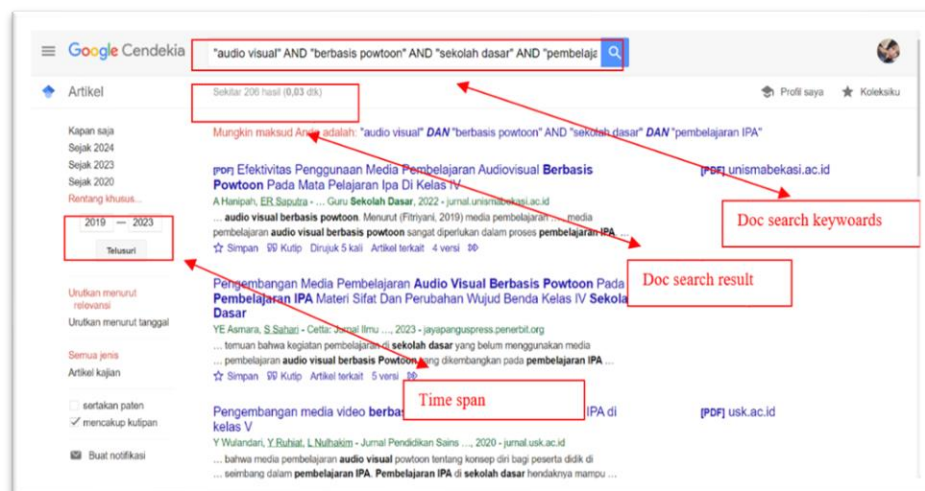 Google Cendekia
"audio visual" AND "berbasis powtoon" AND "sekolah dasar" AND "pembelaja
Artikel
Sekitar 206 hasil (0,03 dtk)
Profil saya
Koleksiku
Kapan saja
Sejak 2024
Sejak 2023
Sejak 2020
Rentang khusus...
2019 — 2023
Telusuri
Urutkan menurut
relevansi
Urutkan menurut tanggal
Semua jenis
Artikel kajian
sertakan paten
mencakup kutipan
Buat notifikasi
Mungkin maksud Anda adalah: "audio visual" DAN "berbasis powtoon" AND "sekolah dasar" DAN "pembelajaran IPA"
[PDF] Efektivitas Penggunaan Media Pembelajaran Audiovisual Berbasis
Powtoon Pada Mata Pelajaran Ipa Di Kelas IV
A Hanipah, ER Saputra - ... Guru Sekolah Dasar, 2022 - jurnal.unismabekasi.ac.id
... audio visual berbasis powtoon. Menurut (Fitriyani, 2019) media pembelajaran ... media
pembelajaran audio visual berbasis powtoon sangat diperlukan dalam proses pembelajaran IPA. ...
Simpan Kutip Dirujuk 5 kali Artikel terkait 4 versi
[PDF] unismabekasi.ac.id
Doc search keywoards
Doc search result
Pengembangan Media Pembelajaran Audio Visual Berbasis Powtoon Pada
Pembelajaran IPA Materi Sifat Dan Perubahan Wujud Benda Kelas IV Sekola
Dasar
YE Asmara, S Sahari - Cetta: Jurnal Ilmu ..., 2023 - jayapanguspress.penerbit.org
... temuan bahwa kegiatan pembelajaran di sekolah dasar yang belum menggunakan media
... pembelajaran audio visual berbasis Powtoon yang dikembangkan pada pembelajaran IPA ...
Simpan Kutip Artikel terkait 5 versi
Time span
Pengembangan media video berbas IPA di
kelas V
[PDF] usk.ac.id
Y Wulandari, Y Ruhiat, L Nulhakim - Jurnal Pendidikan Sains ..., 2020 - jurnal.usk.ac.id
... bahwa media pembelajaran audio visual powtoon tentang konsep diri bagi peserta didik di
... seimbang dalam pembelajaran IPA. Pembelajaran IPA di sekolah dasar hendaknya mampu ...